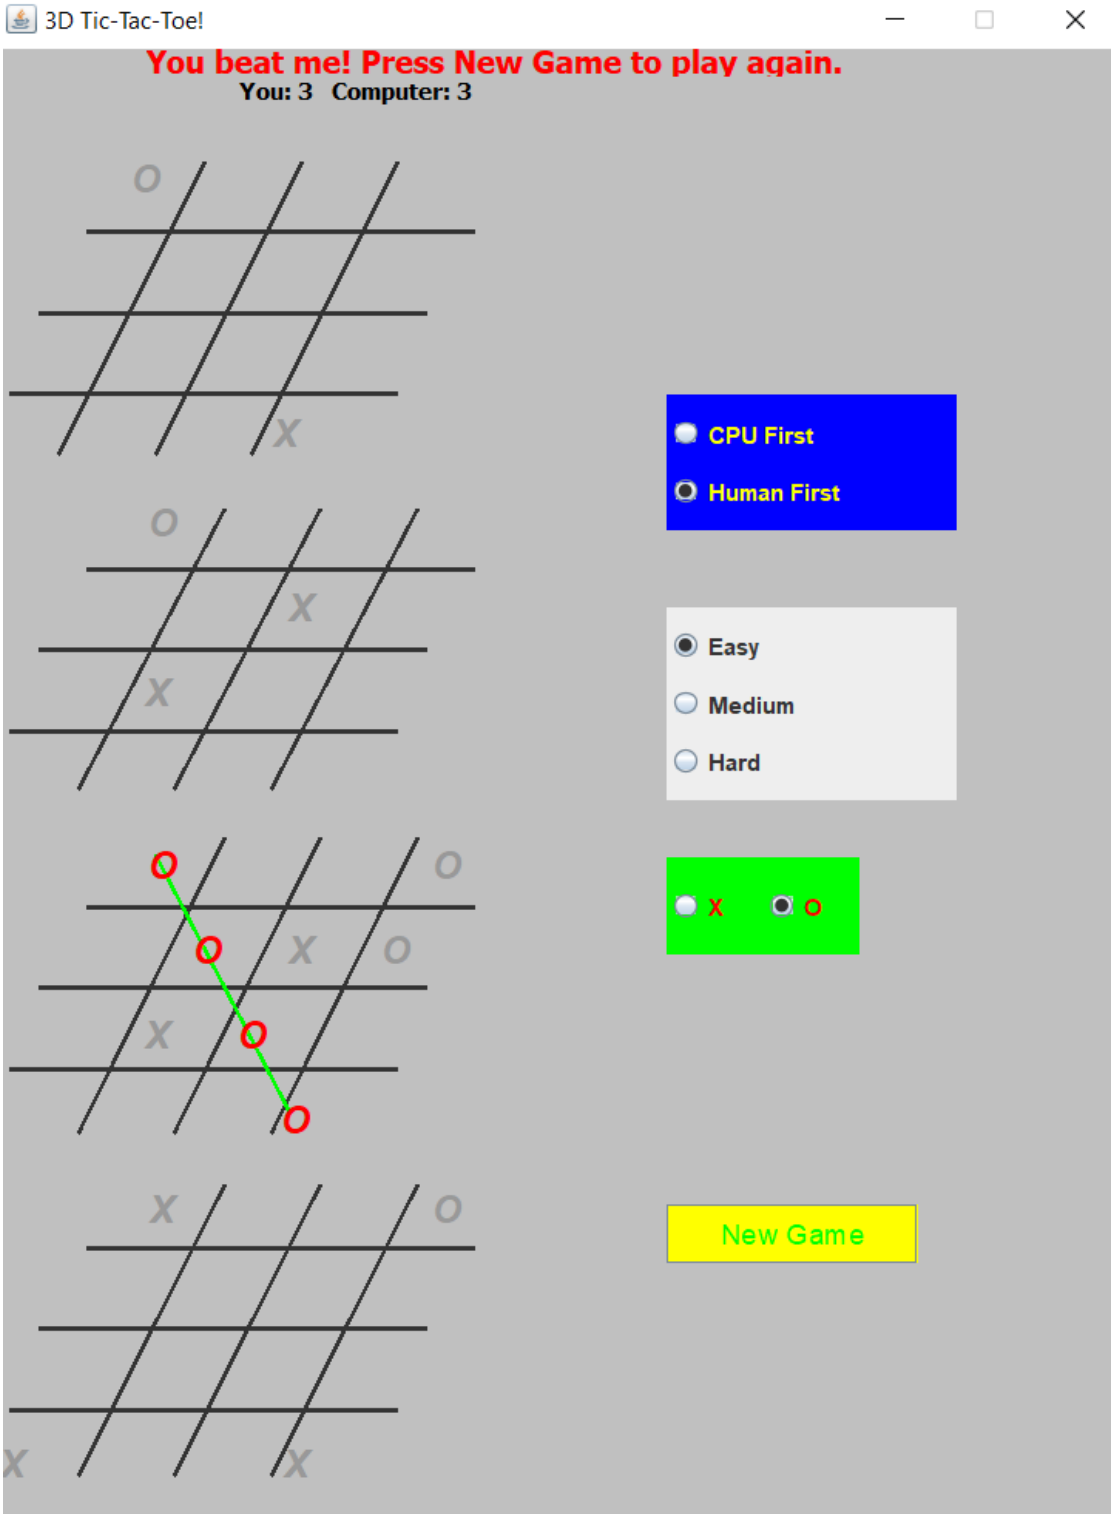 3D Tic-Tac-Toe!
You beat me! Press New Game to play again.
You: 3 Computer: 3
O
X
CPU First
Human First
O
X
X
Easy
Medium
Hard
O O
O X O
X O
O
X O
X O
New Game
X X